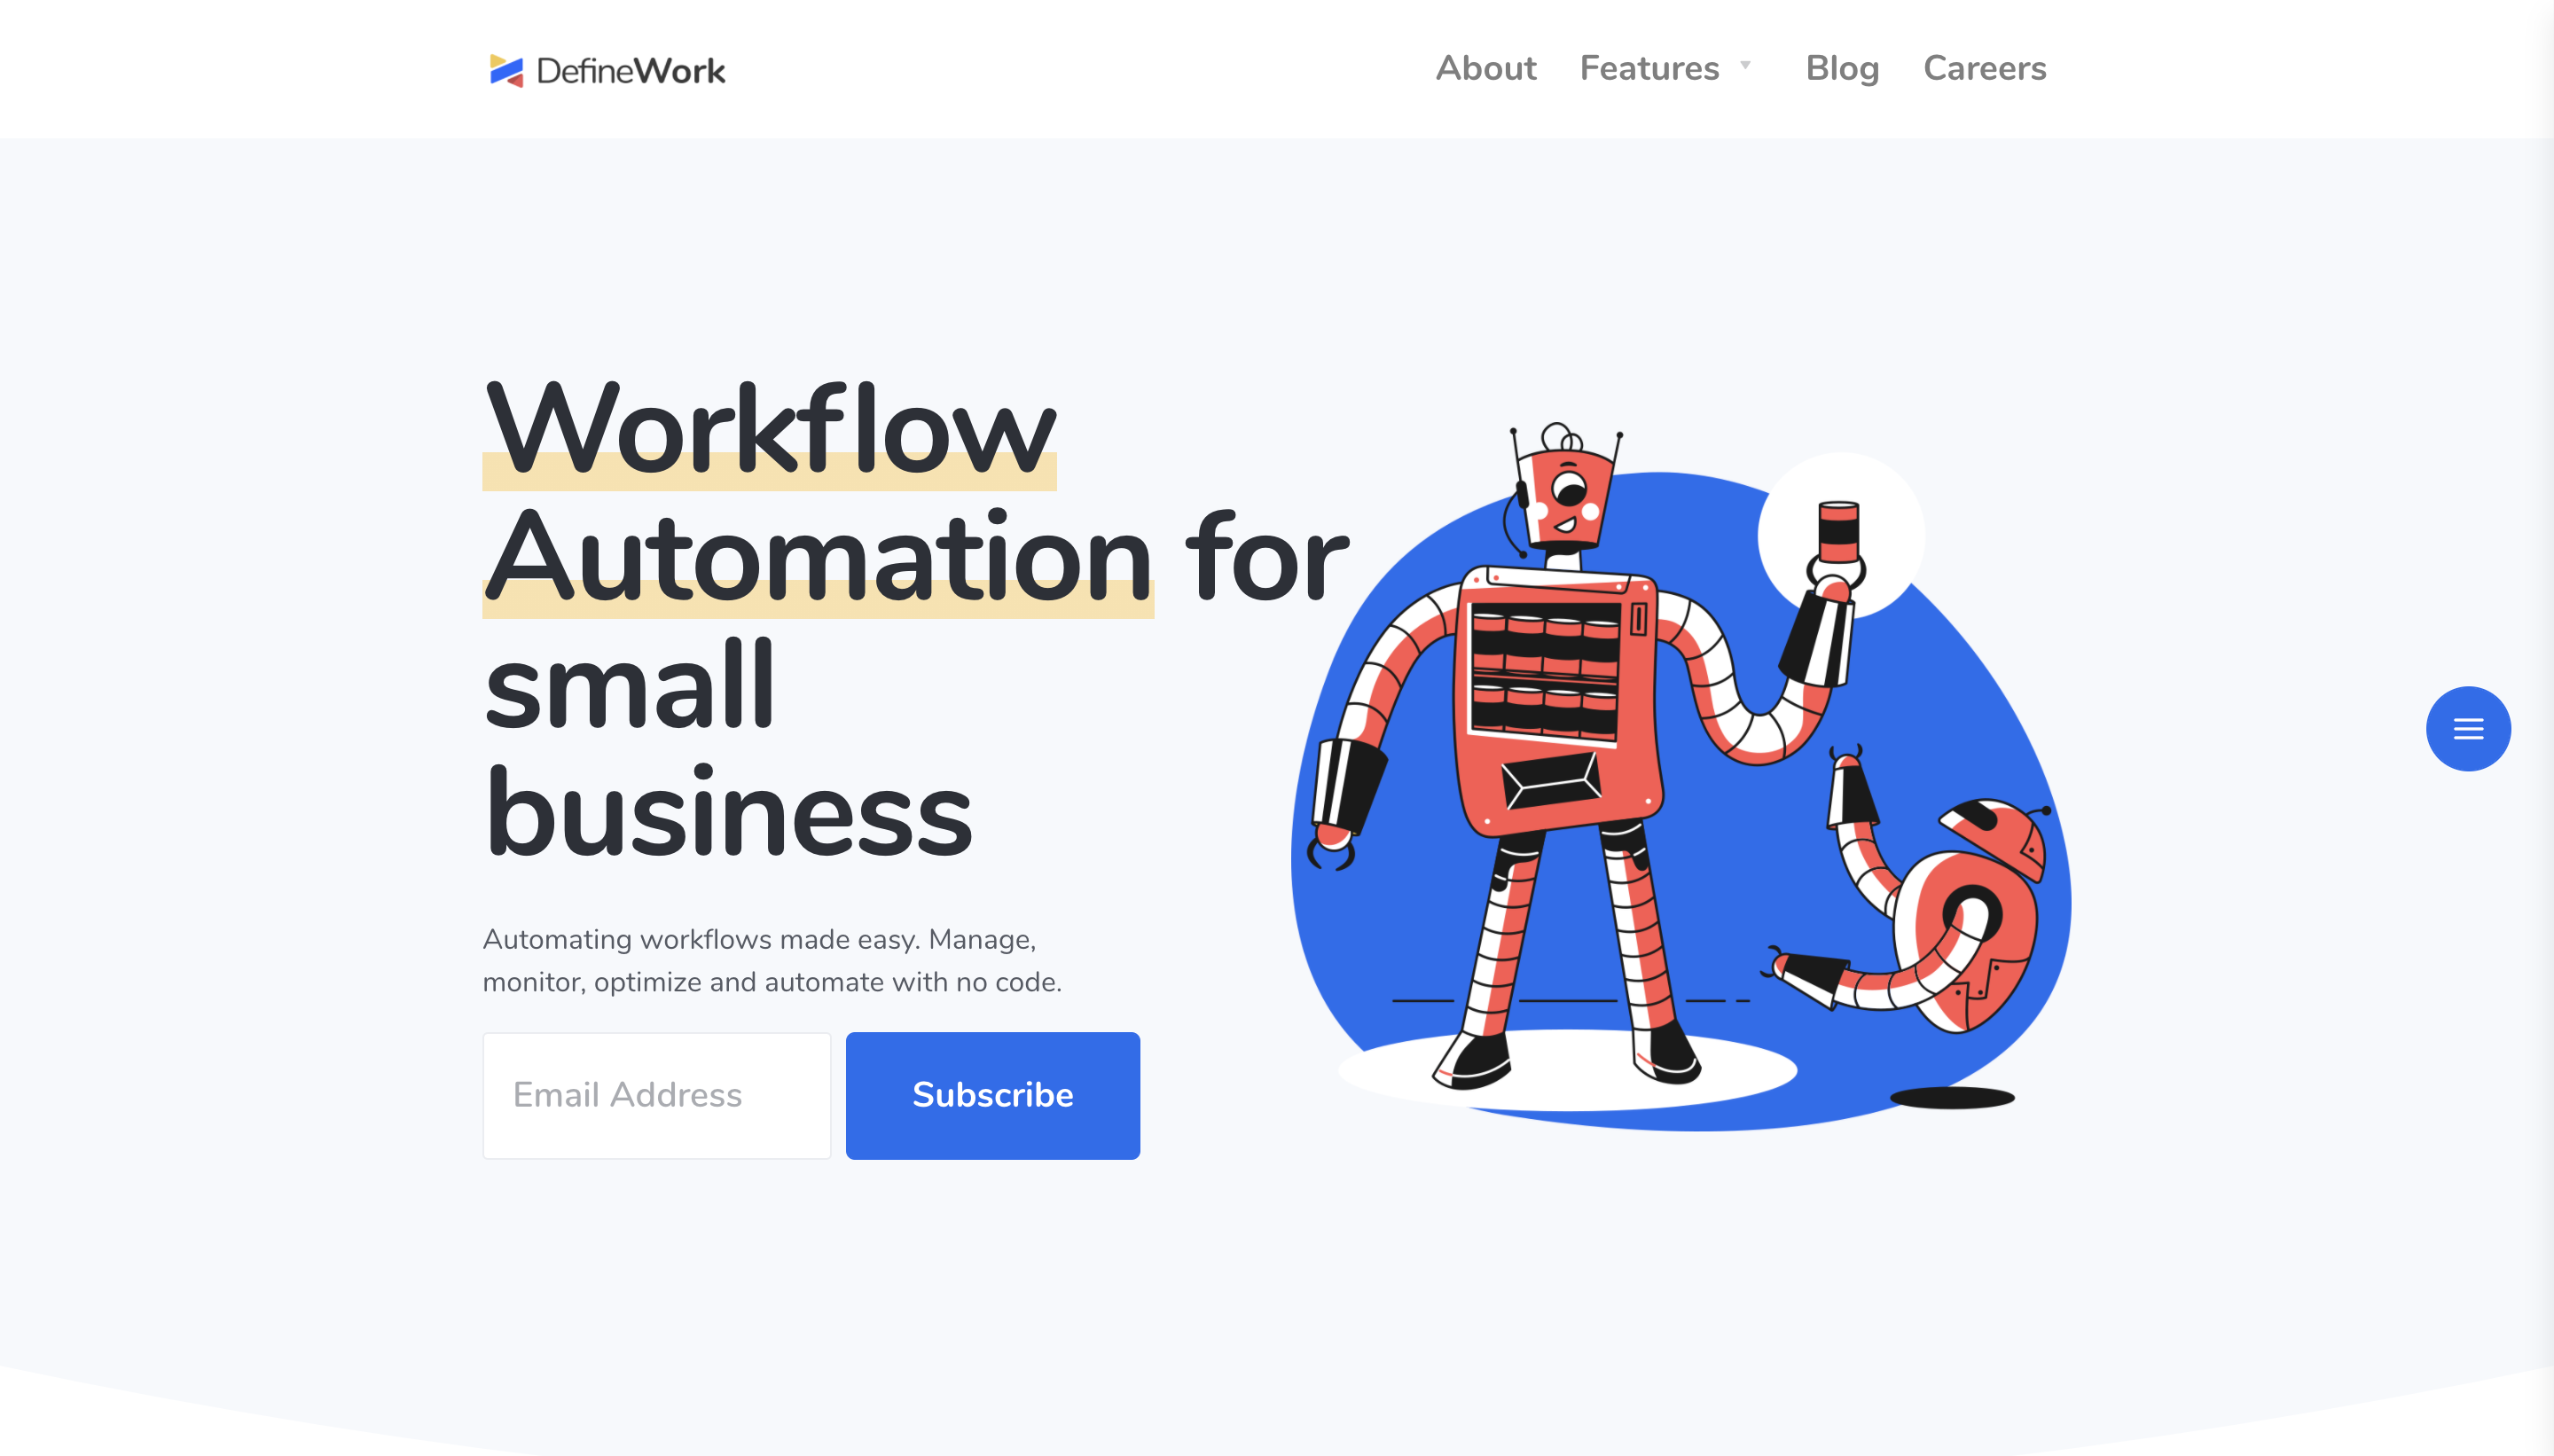 DefineWork
About Features Blog Careers
Workflow
Automation for
small
business
Automating workflows made easy. Manage,
monitor, optimize and automate with no code.
Email Address
Subscribe